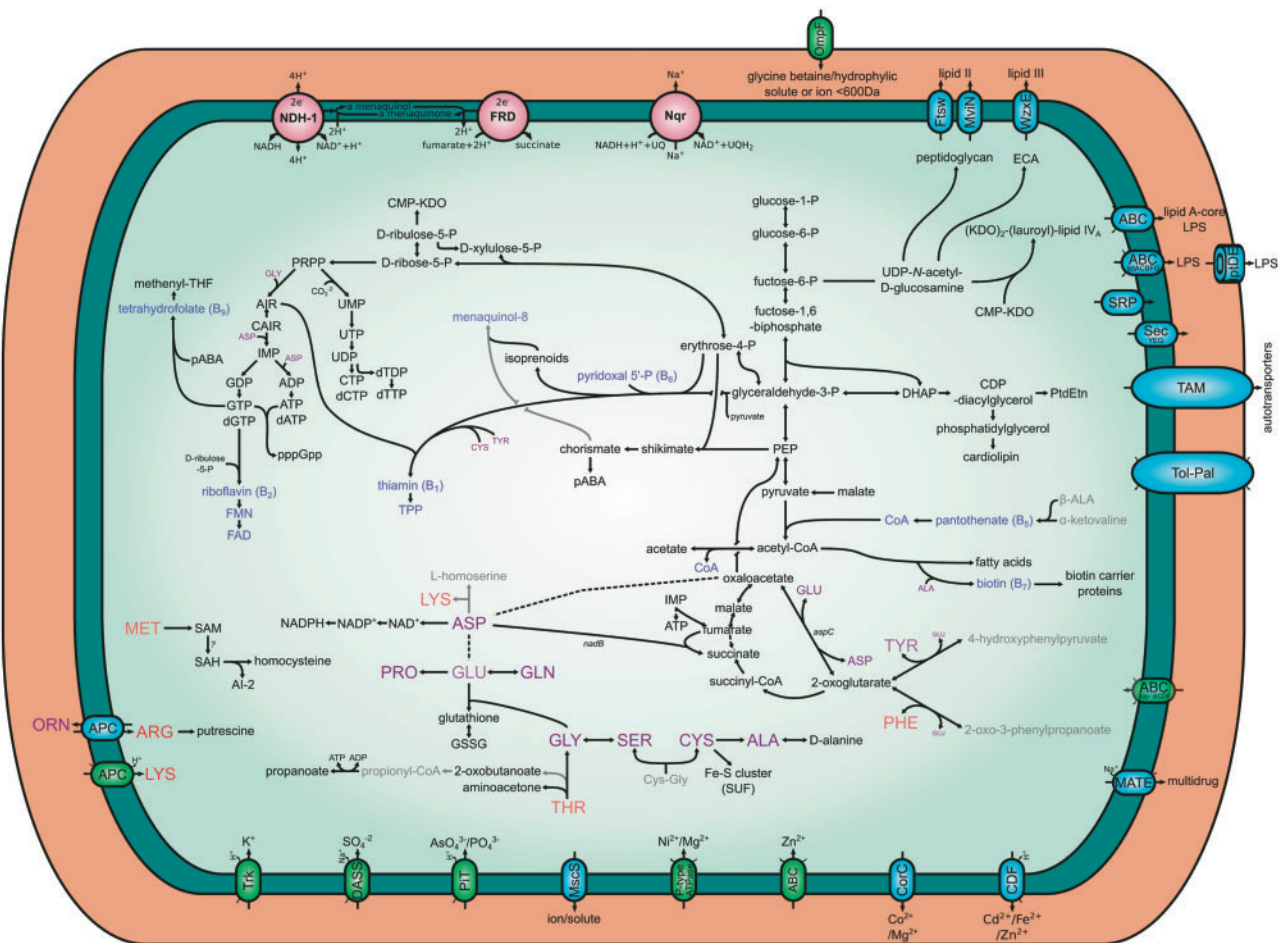 OmpF
glycine betaine/hydrophylic
solute or ion <600Da
lipid II
lipid III
Ftsw
MviN
WzxE
4H⁺
2e⁻
NDH-1
a menaquinol
a menaquinone
2H⁺
NADH
NAD⁺+H⁺
4H⁺
2e⁻
FRD
2H⁺
fumarate+2H⁺
succinate
Na⁺
Nqr
NADH+H⁺+UQ
NAD⁺+UQH₂
Na⁺
peptidoglycan
ECA
ABC
lipid A-core
LPS
ABC
LPS
LPS
SRP
Sec
YEG
TAM
autotransporters
Tol-Pal
CMP-KDO
D-ribulose-5-P
D-xylulose-5-P
D-ribose-5-P
PRPP
GLY
CO₃⁻²
AIR
CAIR
ASP
IMP
ASP
GDP
ADP
GTP
ATP
dGTP
dATP
pppGpp
UMP
UTP
UDP
CTP
dCTP
dTDP
dTTP
methenyl-THF
tetrahydrofolate (B₉)
pABA
D-ribulose
-5-P
riboflavin (B₂)
FMN
FAD
glucose-1-P
glucose-6-P
fuctose-6-P
fuctose-1,6
-biphosphate
UDP-N-acetyl-
D-glucosamine
(KDO)₂-(lauroyl)-lipid IVA
CMP-KDO
menaquinol-8
isoprenoids
erythrose-4-P
pyridoxal 5'-P (B₆)
glyceraldehyde-3-P
pyruvate
DHAP
CDP
-diacylglycerol
PtdEtn
phosphatidylglycerol
cardiolipin
CYS
TYR
thiamin (B₁)
TPP
chorismate
shikimate
pABA
PEP
pyruvate
malate
β-ALA
α-ketovaline
pantothenate (B₅)
CoA
acetate
CoA
acetyl-CoA
fatty acids
ALA
biotin (B₇)
biotin carrier
proteins
oxaloacetate
L-homoserine
LYS
ASP
NAD⁺
NADP⁺
NADPH
nadB
IMP
ATP
malate
fumarate
succinate
succinyl-CoA
GLU
aspC
ASP
2-oxoglutarate
TYR
GLU
4-hydroxyphenylpyruvate
PHE
GLU
2-oxo-3-phenylpropanoate
MET
SAM
?
SAH
homocysteine
AI-2
PRO
GLU
GLN
glutathione
GSSG
GLY
SER
CYS
ALA
D-alanine
Cys-Gly
Fe-S cluster
(SUF)
THR
2-oxobutanoate
aminoacetone
propionyl-CoA
ATP
ADP
propanoate
ORN
APC
ARG
putrescine
APC
H⁺
LYS
ABC
Na⁺
MATE
multidrug
K⁺
H⁺
Trk
SO₄⁻²
Na⁺
DASS
AsO₄³⁻/PO₄³⁻
H⁺
PiT
MscS
ion/solute
Ni²⁺/Mg²⁺
P-type
ATPase
Zn²⁺
ABC
CorC
Co²⁺
/Mg²⁺
H⁺
CDF
Cd²⁺/Fe²⁺
/Zn²⁺